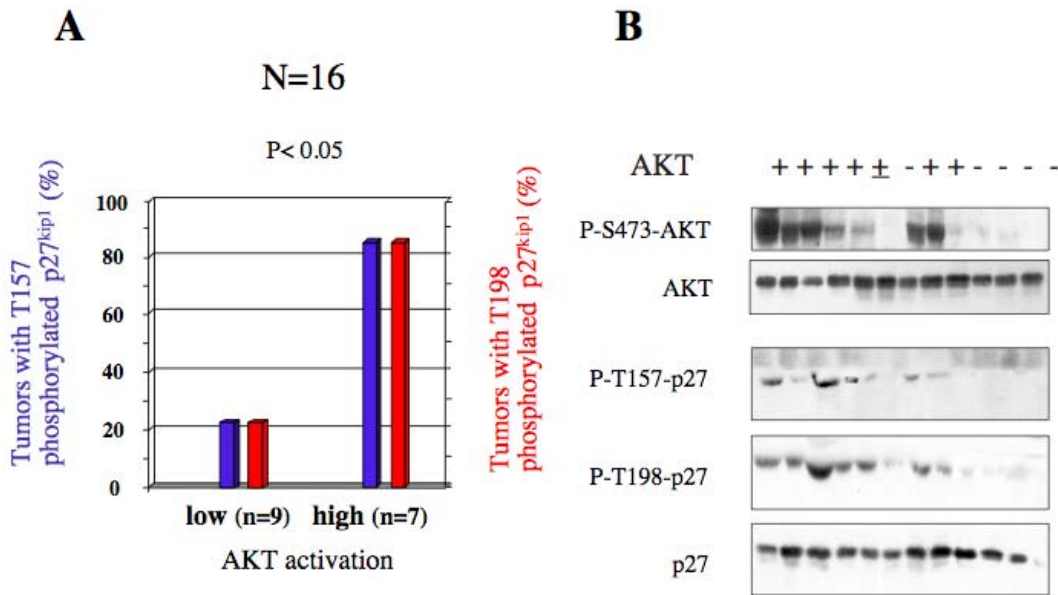 A
N=16
P< 0.05
Tumors with T157
phosphorylated p27kip1 (%)
100
80
60
40
20
0
low (n=9) high (n=7)
AKT activation
Tumors with T198
phosphorylated p27kip1 (%)
B
AKT + + + + ± - + + - - - -
P-S473-AKT
AKT
P-T157-p27
P-T198-p27
p27